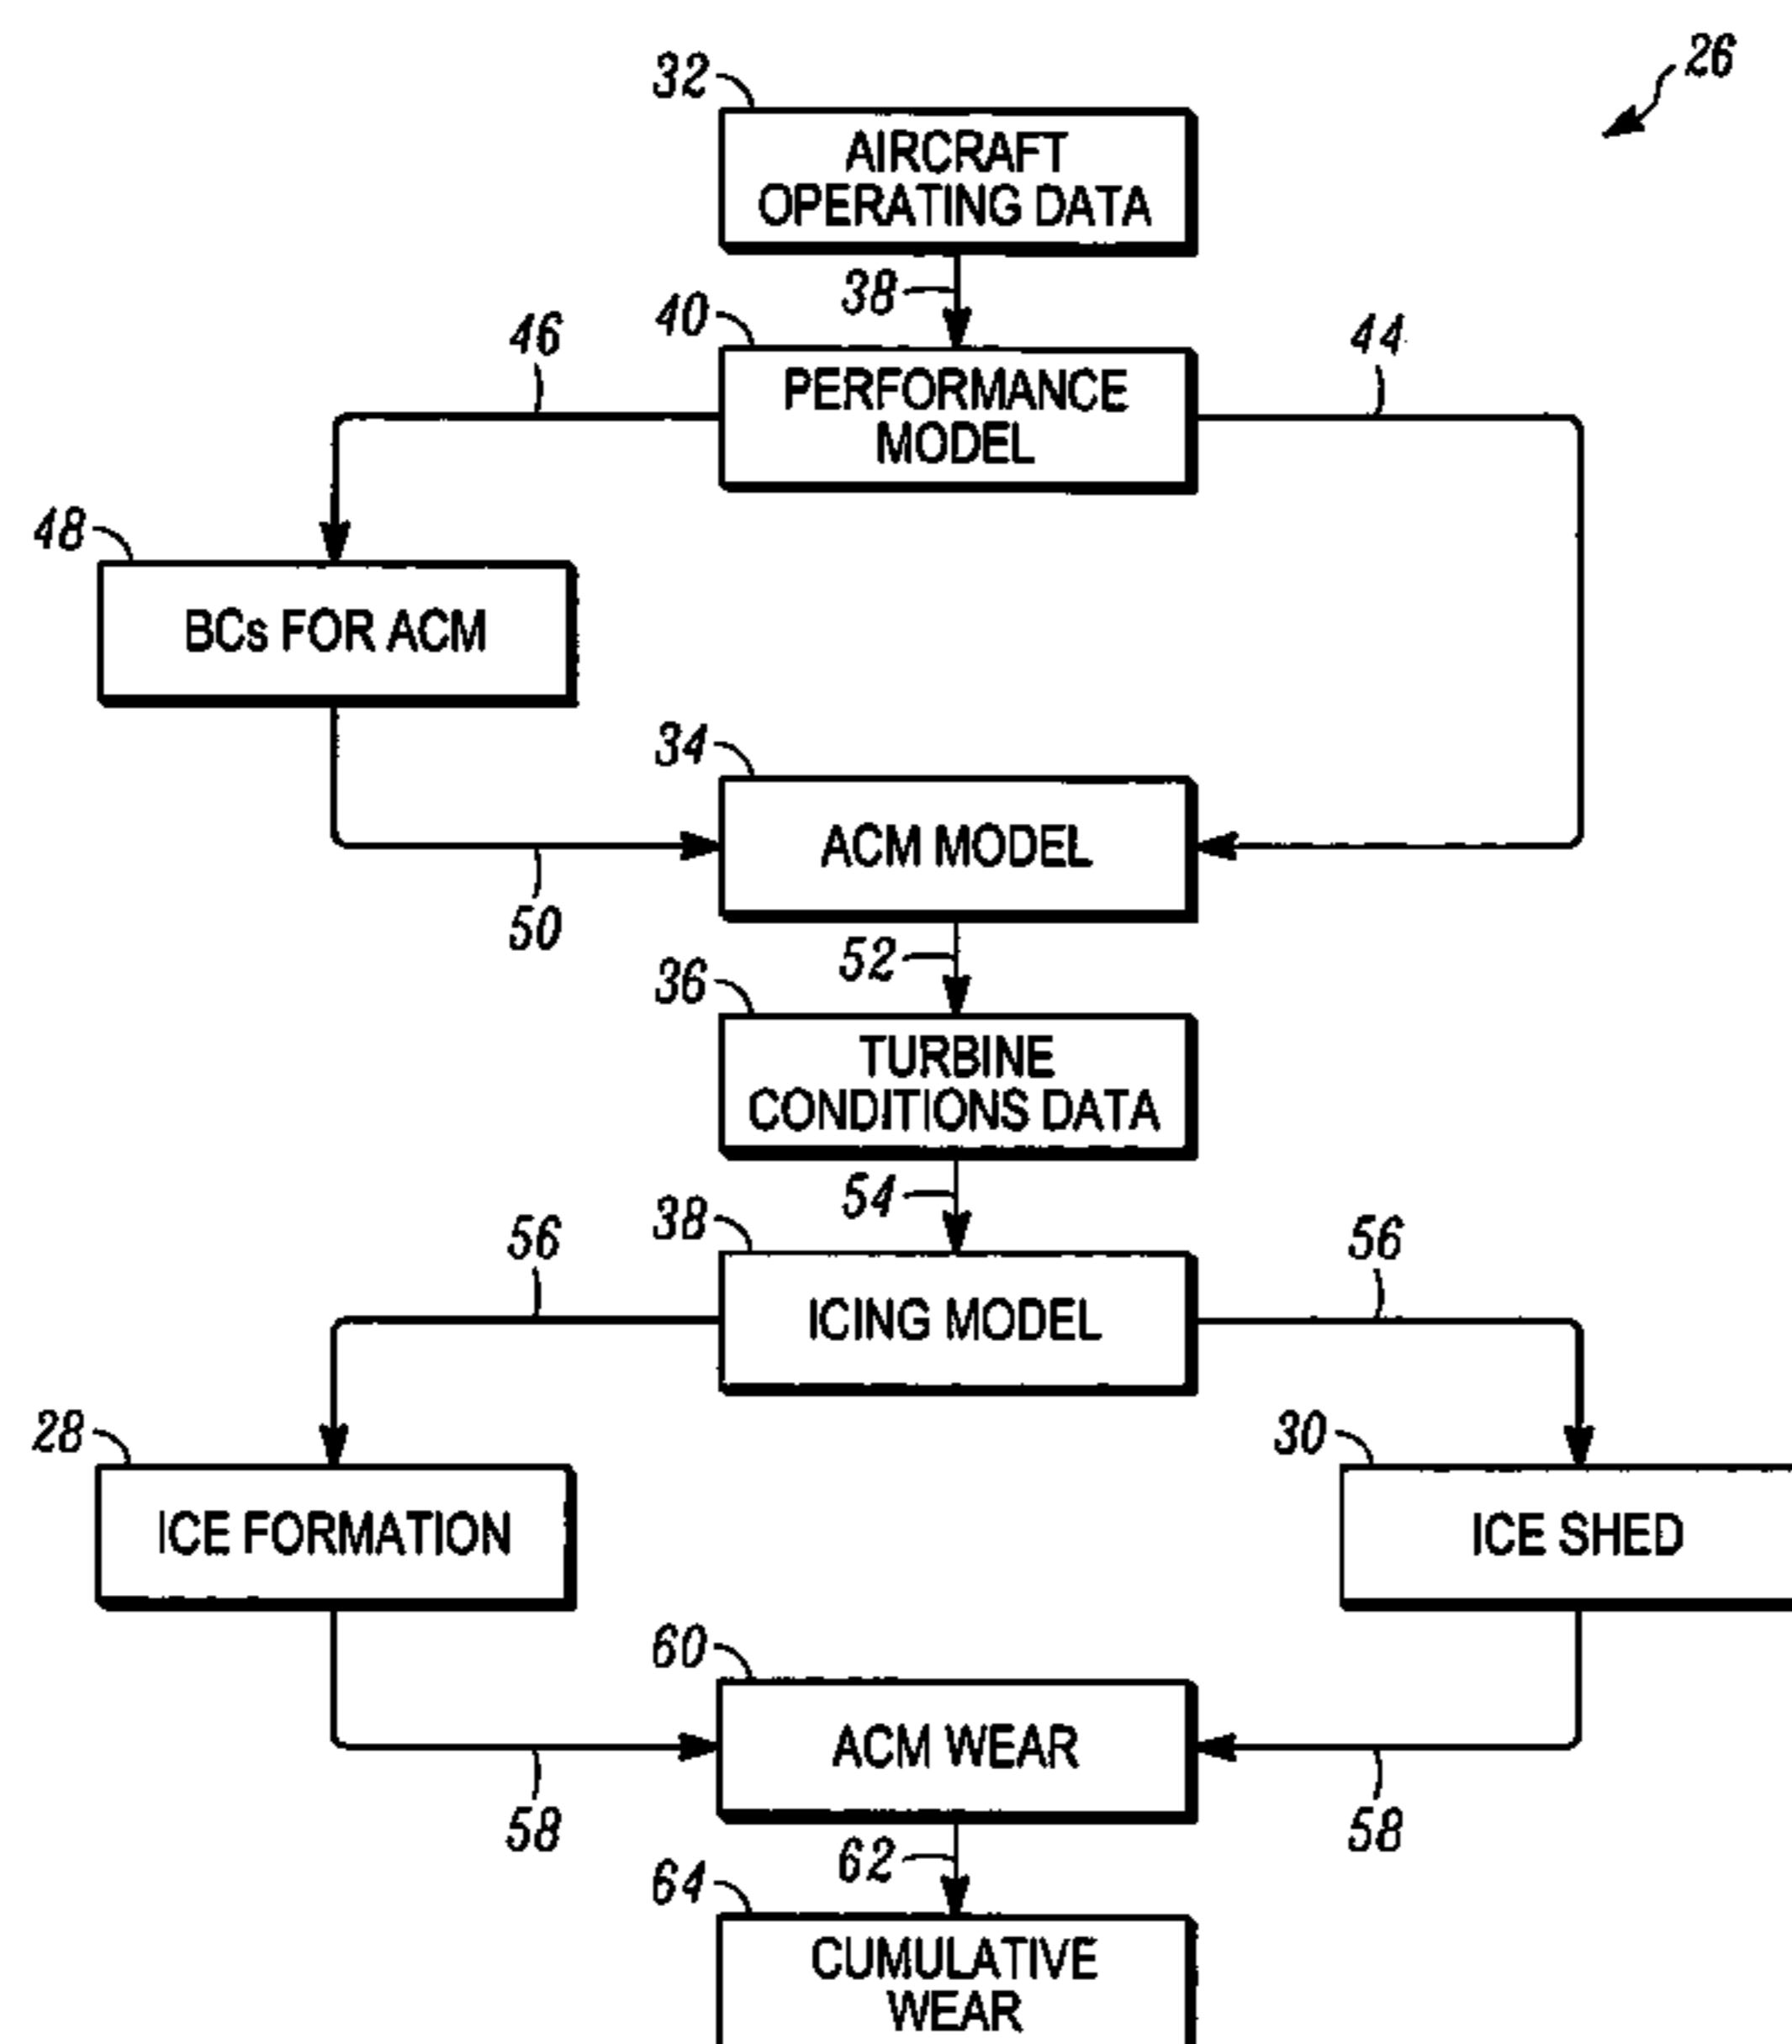 26
32
AIRCRAFT
OPERATING DATA
38
40
46
44
PERFORMANCE
MODEL
48
BCs FOR ACM
34
ACM MODEL
50
52
36
TURBINE
CONDITIONS DATA
54
38
56
56
ICING MODEL
28
30
ICE FORMATION
ICE SHED
60
ACM WEAR
58
58
62
64
CUMULATIVE
WEAR